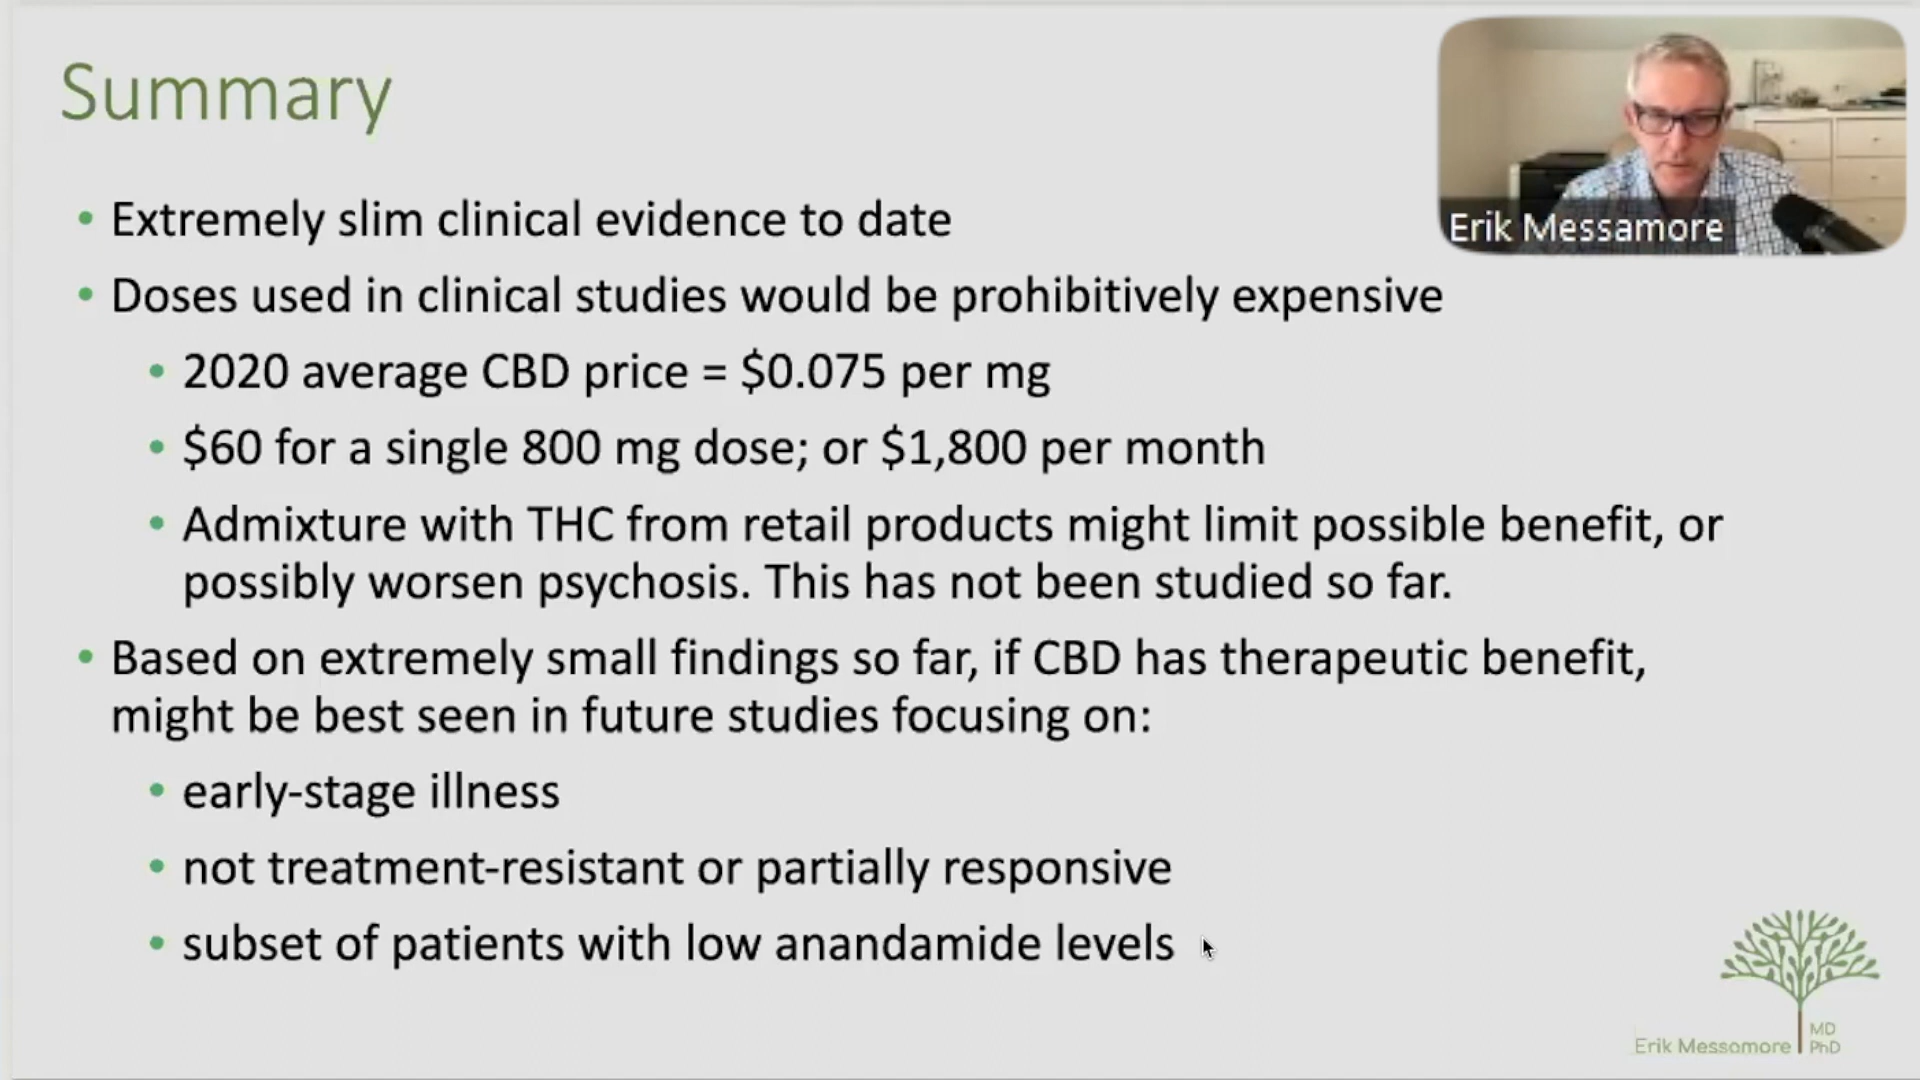 Summary
Erik Messamore
• Extremely slim clinical evidence to date
• Doses used in clinical studies would be prohibitively expensive
• 2020 average CBD price = $0.075 per mg
• $60 for a single 800 mg dose; or $1,800 per month
• Admixture with THC from retail products might limit possible benefit, or
possibly worsen psychosis. This has not been studied so far.
• Based on extremely small findings so far, if CBD has therapeutic benefit,
might be best seen in future studies focusing on:
• early-stage illness
• not treatment-resistant or partially responsive
• subset of patients with low anandamide levels
Erik Messamore
MD
PhD